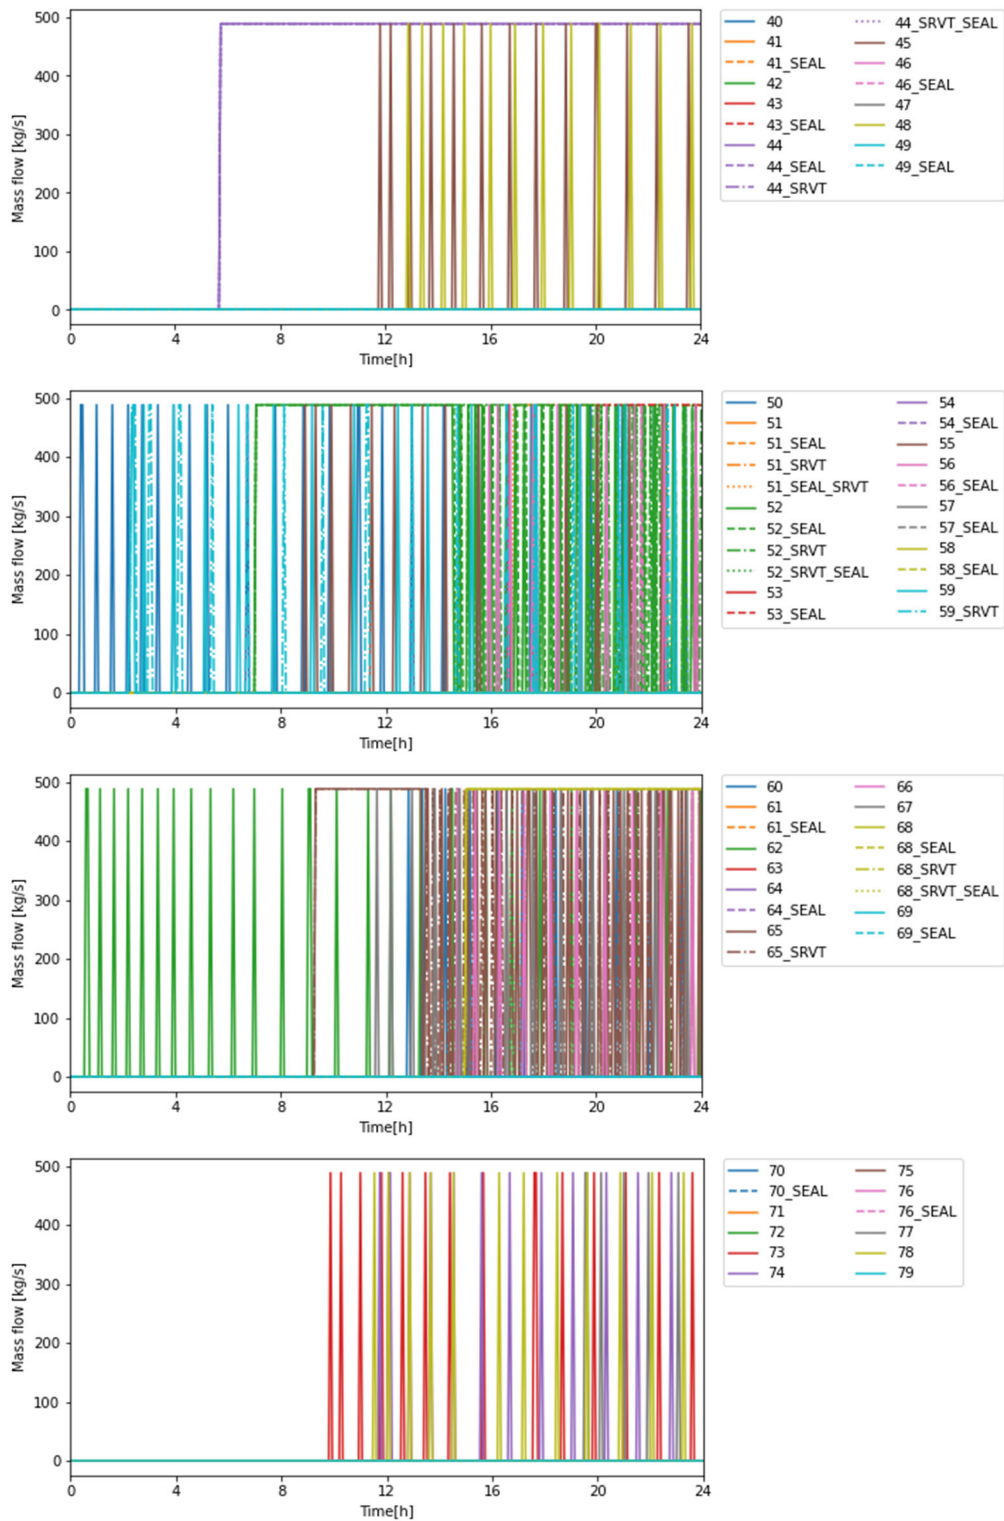 500
400
300
200
100
0
Mass flow [kg/s]
0 4 8 12 16 20 24
Time[h]
40
41
41_SEAL
42
43
43_SEAL
44
44_SEAL
44_SRVT
44_SRVT_SEAL
45
46
46_SEAL
47
48
49
49_SEAL
500
400
300
200
100
0
Mass flow [kg/s]
0 4 8 12 16 20 24
Time[h]
50
51
51_SEAL
51_SRVT
51_SEAL_SRVT
52
52_SEAL
52_SRVT
52_SRVT_SEAL
53
53_SEAL
54
54_SEAL
55
56
56_SEAL
57
57_SEAL
58
58_SEAL
59
59_SRVT
500
400
300
200
100
0
Mass flow [kg/s]
0 4 8 12 16 20 24
Time[h]
60
61
61_SEAL
62
63
64
64_SEAL
65
65_SRVT
66
67
68
68_SEAL
68_SRVT
68_SRVT_SEAL
69
69_SEAL
500
400
300
200
100
0
Mass flow [kg/s]
0 4 8 12 16 20 24
Time[h]
70
70_SEAL
71
72
73
74
75
76
76_SEAL
77
78
79